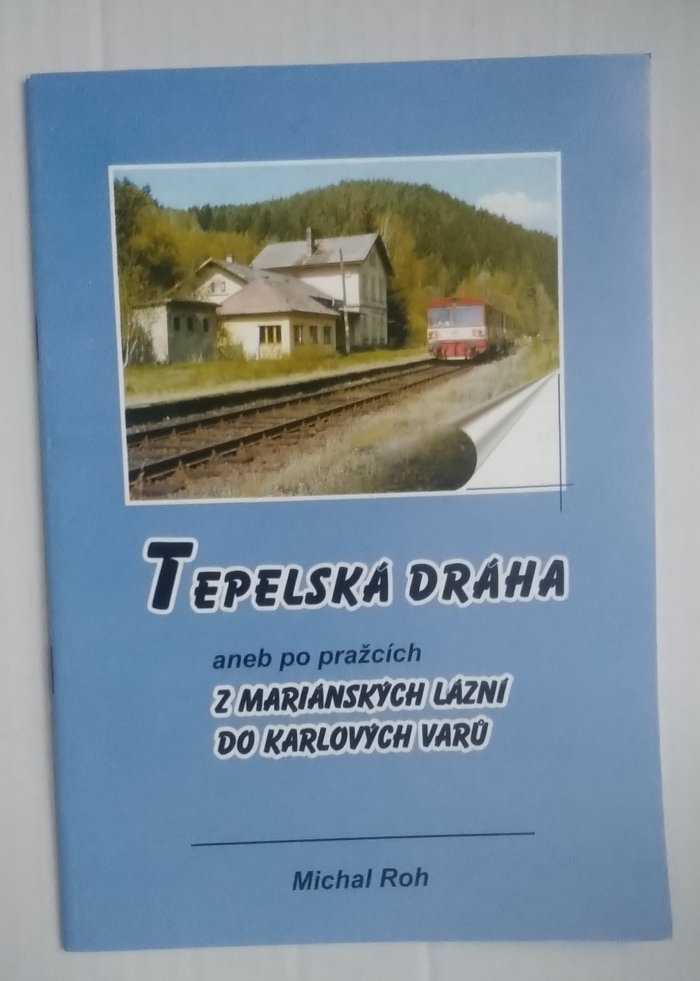 TEPELSKÁ DRÁHA
aneb po pražcích
Z MARIÁNSKÝCH LÁZNÍ
DO KARLOVÝCH VARŮ
Michal Roh